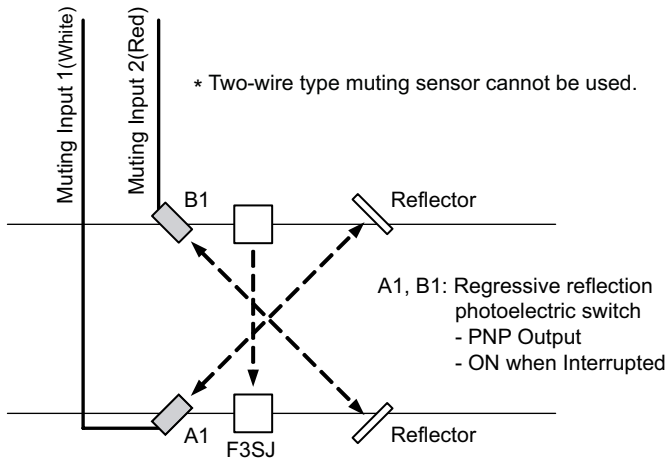 Muting Input 1(White)
Muting Input 2(Red)
* Two-wire type muting sensor cannot be used.
B1
Reflector
A1, B1: Regressive reflection
photoelectric switch
- PNP Output
- ON when Interrupted
A1
F3SJ
Reflector